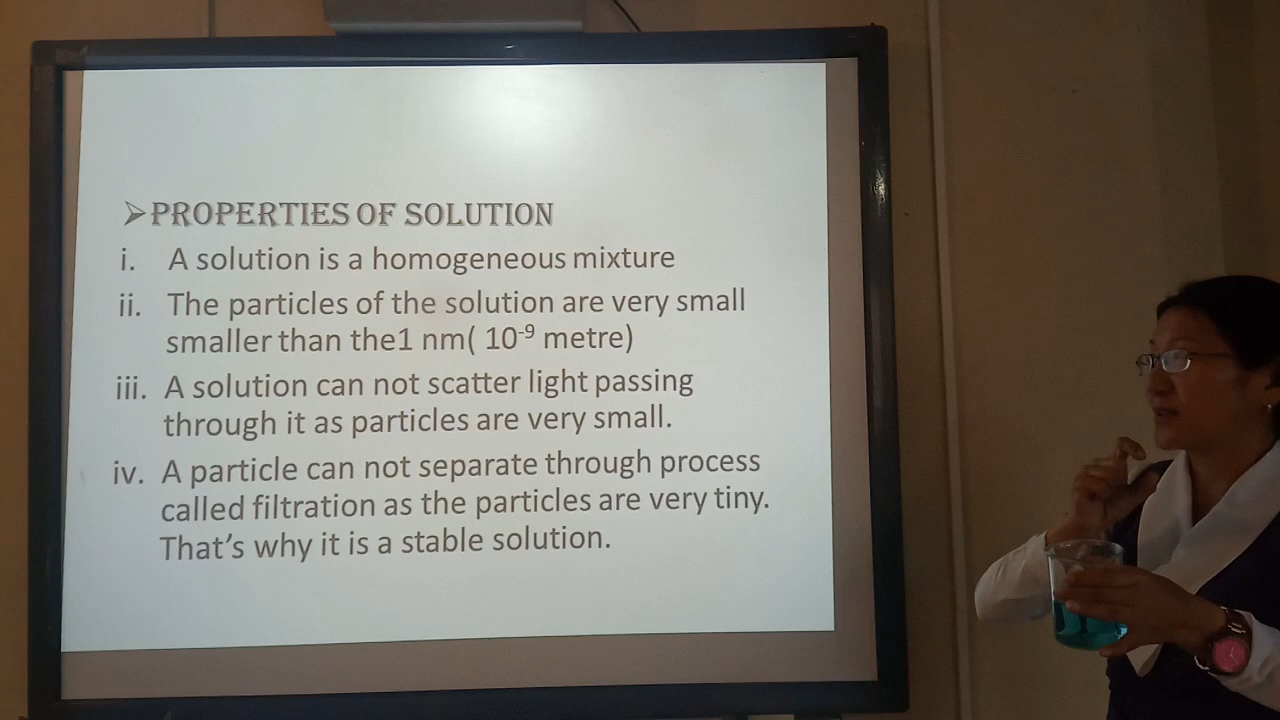 ➢PROPERTIES OF SOLUTION
i. A solution is a homogeneous mixture
ii. The particles of the solution are very small
smaller than the1 nm( 10⁻⁹ metre)
iii. A solution can not scatter light passing
through it as particles are very small.
iv. A particle can not separate through process
called filtration as the particles are very tiny.
That’s why it is a stable solution.